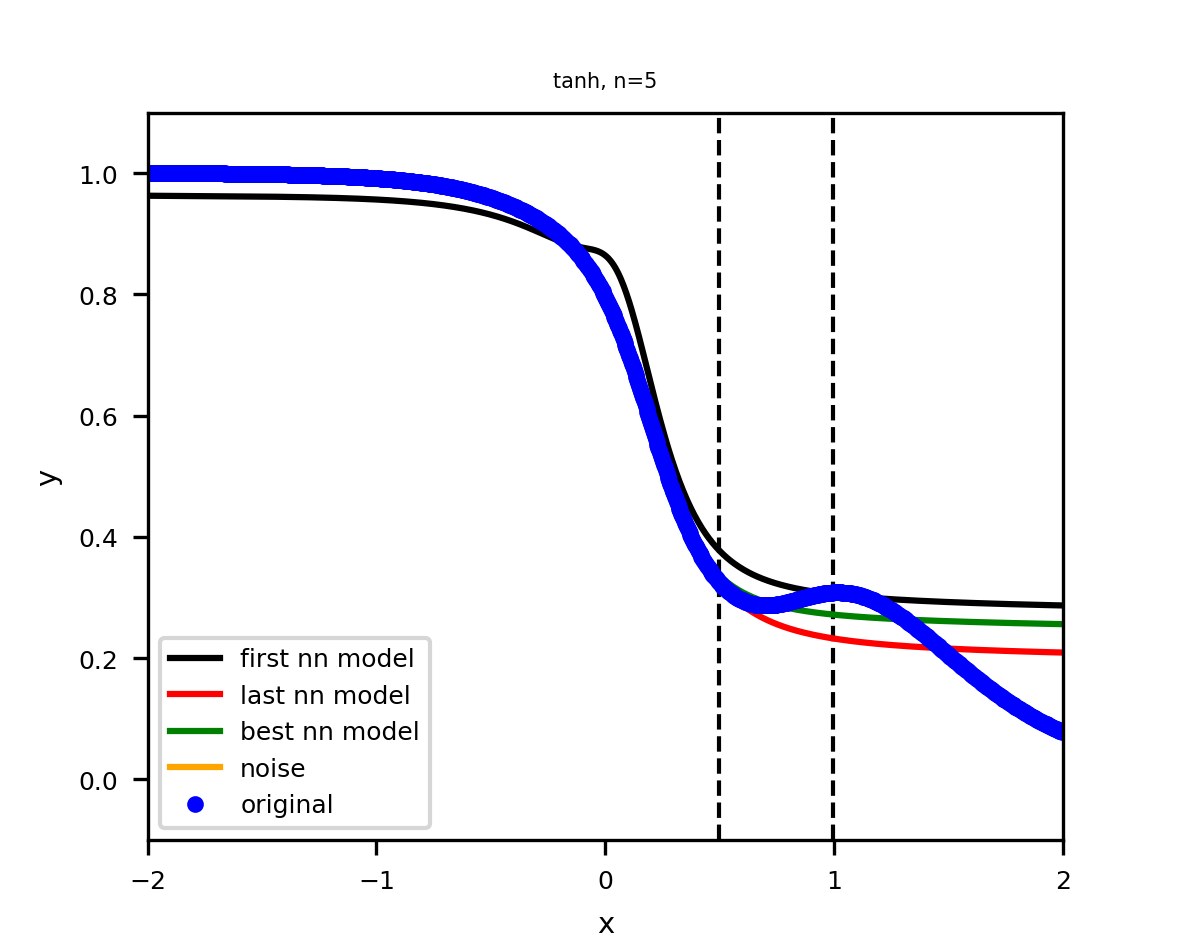 tanh, n=5
1.0
0.8
0.6
0.4
0.2
0.0
y
first nn model
last nn model
best nn model
noise
original
−2
−1
0
1
2
x